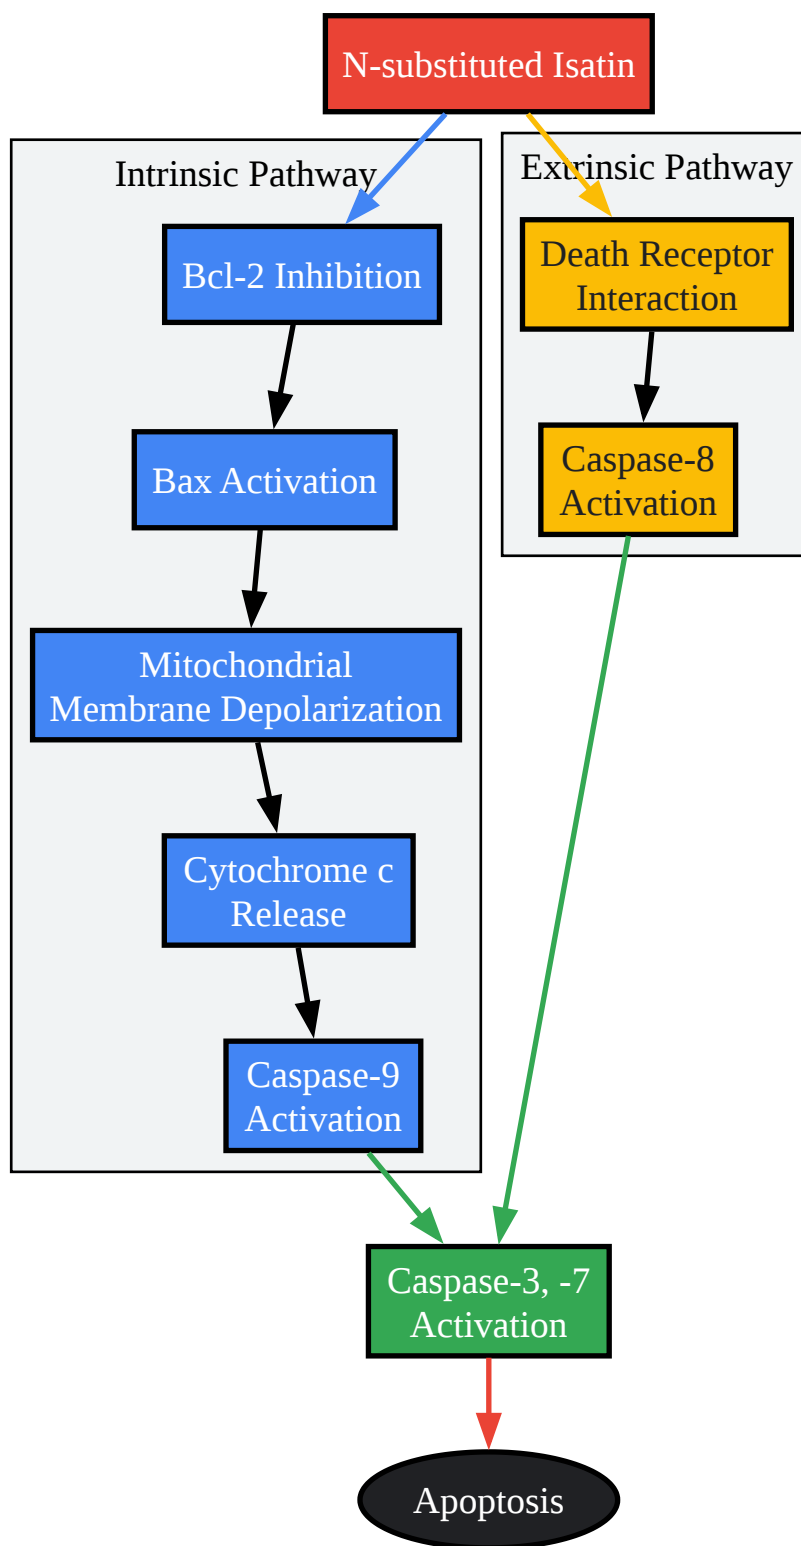 N-substituted Isatin
Intrinsic Pathway
Extrinsic Pathway
Bcl-2 Inhibition
Death Receptor
Interaction
Bax Activation
Caspase-8
Activation
Mitochondrial
Membrane Depolarization
Cytochrome c
Release
Caspase-9
Activation
Caspase-3, -7
Activation
Apoptosis